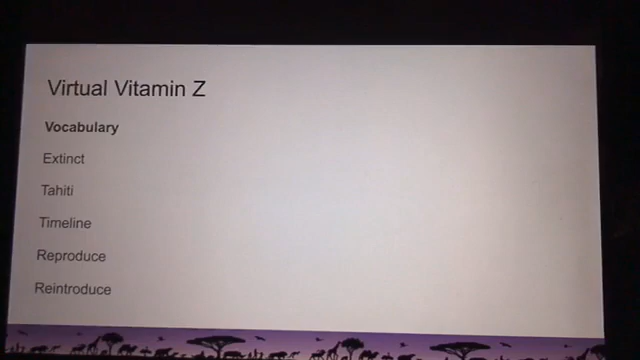 Virtual Vitamin Z
Vocabulary
Extinct
Tahiti
Timeline
Reproduce
Reintroduce